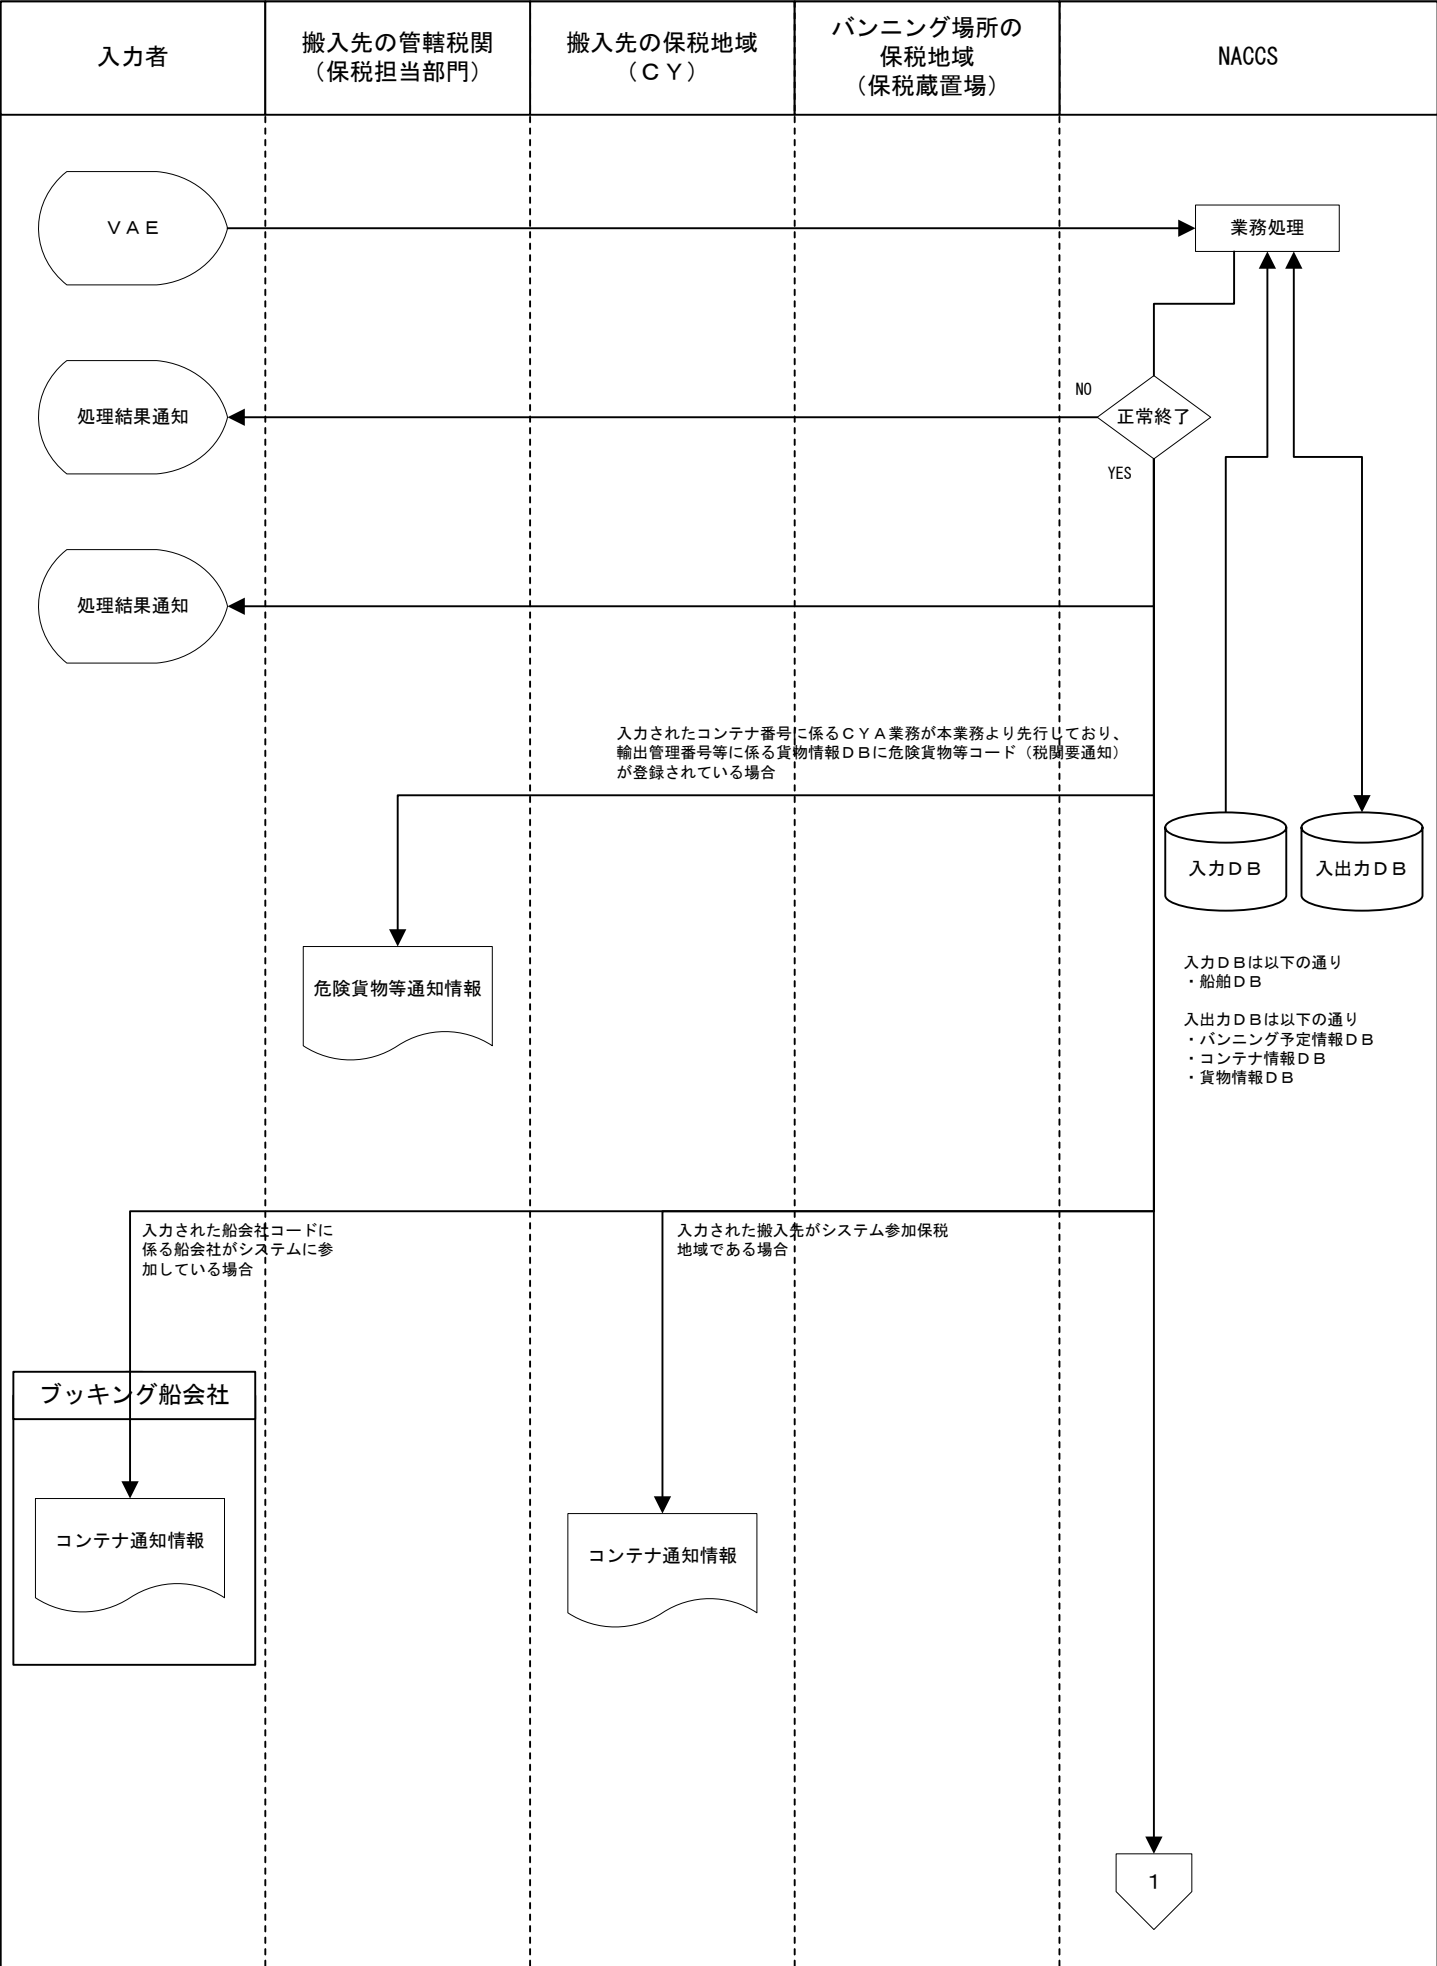 入力者
搬入先の管轄税関
（保税担当部門）
搬入先の保税地域
（ＣＹ）
バンニング場所の
保税地域
（保税蔵置場）
NACCS
ＶＡＥ
業務処理
NO
処理結果通知
正常終了
YES
処理結果通知
入力されたコンテナ番号に係るＣＹＡ業務が本業務より先行しており、
輸出管理番号等に係る貨物情報ＤＢに危険貨物等コード（税関要通知）
が登録されている場合
入力ＤＢ
入出力ＤＢ
危険貨物等通知情報
入力ＤＢは以下の通り
・船舶ＤＢ
入出力ＤＢは以下の通り
・バンニング予定情報ＤＢ
・コンテナ情報ＤＢ
・貨物情報ＤＢ
入力された船会社コードに
係る船会社がシステムに参
加している場合
入力された搬入先がシステム参加保税
地域である場合
ブッキング船会社
コンテナ通知情報
コンテナ通知情報
１